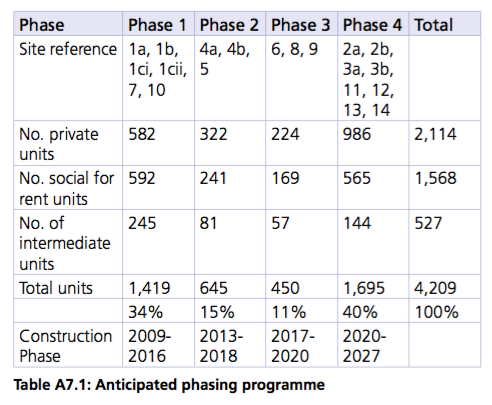 Phase Phase 1 Phase 2 Phase 3 Phase 4 Total
Site reference 1a, 1b, 4a, 4b, 6, 8, 9 2a, 2b,
1ci, 1cii, 5 3a, 3b,
7, 10 11, 12,
13, 14
No. private 582 322 224 986 2,114
units
No. social for 592 241 169 565 1,568
rent units
No. of 245 81 57 144 527
intermediate
units
Total units 1,419 645 450 1,695 4,209
34% 15% 11% 40% 100%
Construction 2009- 2013- 2017- 2020-
Phase 2016 2018 2020 2027
Table A7.1: Anticipated phasing programme